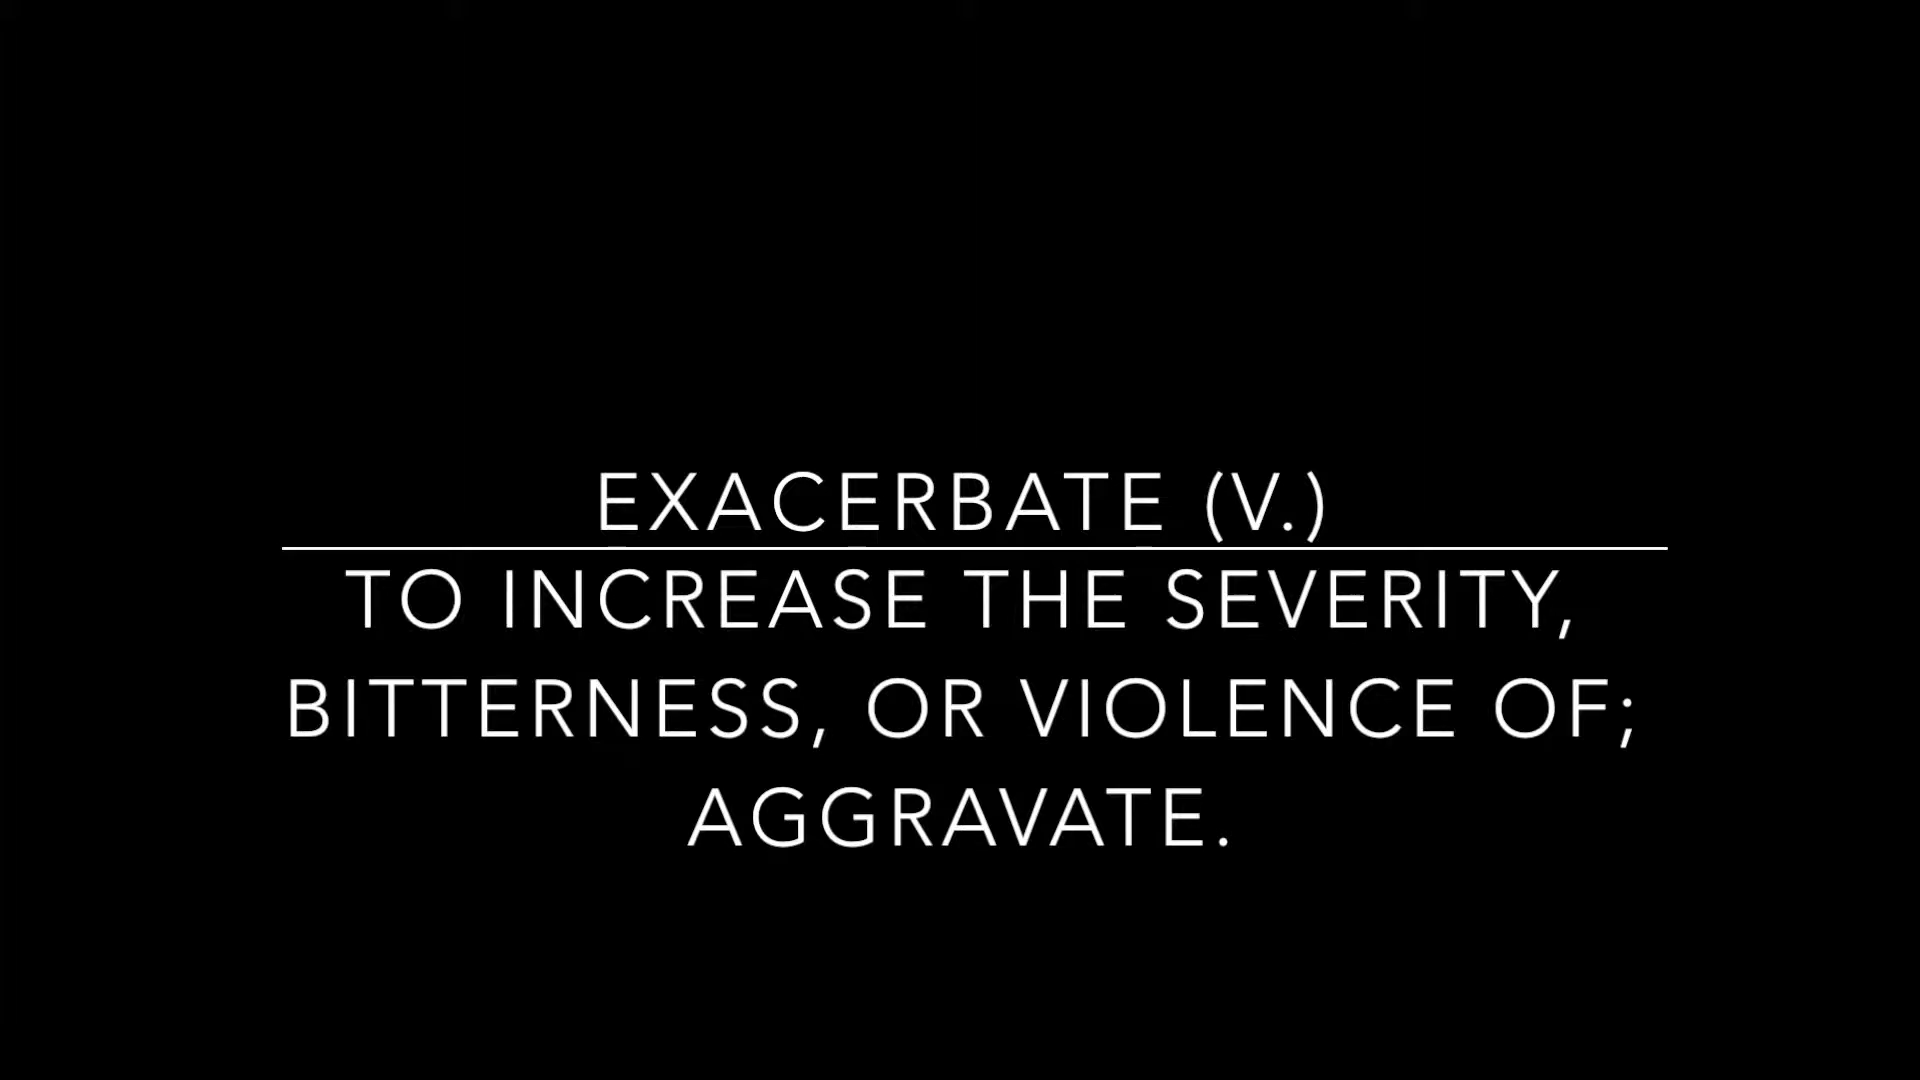 EXACERBATE (V.)
TO INCREASE THE SEVERITY,
BITTERNESS, OR VIOLENCE OF;
AGGRAVATE.